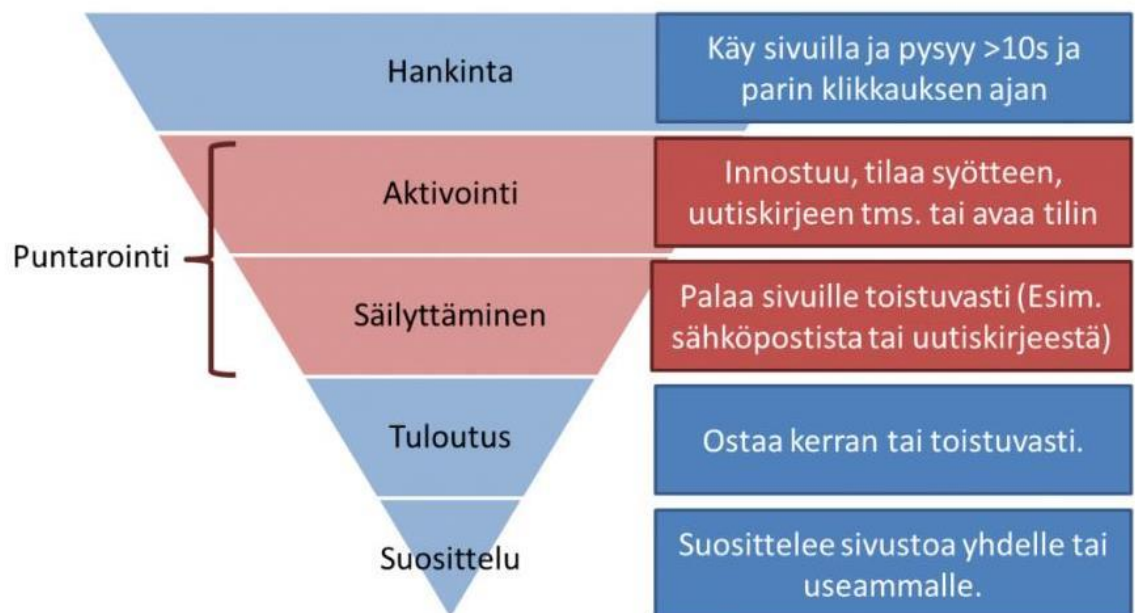 Hankinta
Käy sivuilla ja pysyy >10s ja
parin klikkauksen ajan
Puntarointi
Aktivointi
Innostuu, tilaa syötteen,
uutiskirjeen tms. tai avaa tilin
Säilyttäminen
Palaa sivuille toistuvasti (Esim.
sähköpostista tai uutiskirjeestä)
Tuloutus
Ostaa kerran tai toistuvasti.
Suosittelu
Suosittelee sivustoa yhdelle tai
useammalle.